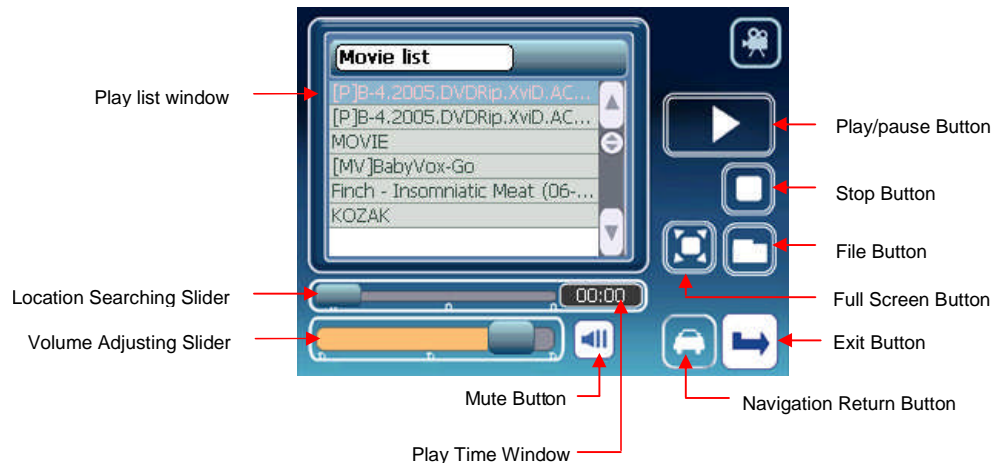 Movie list
[P]B-4.2005.DVDRip.XviD.AC...
[P]B-4.2005.DVDRip.XviD.AC...
MOVIE
[MV]BabyVox-Go
Finch - Insomniatic Meat (06-...
KOZAK
00:00
Play list window
Location Searching Slider
Volume Adjusting Slider
Play/pause Button
Stop Button
File Button
Full Screen Button
Exit Button
Mute Button
Navigation Return Button
Play Time Window